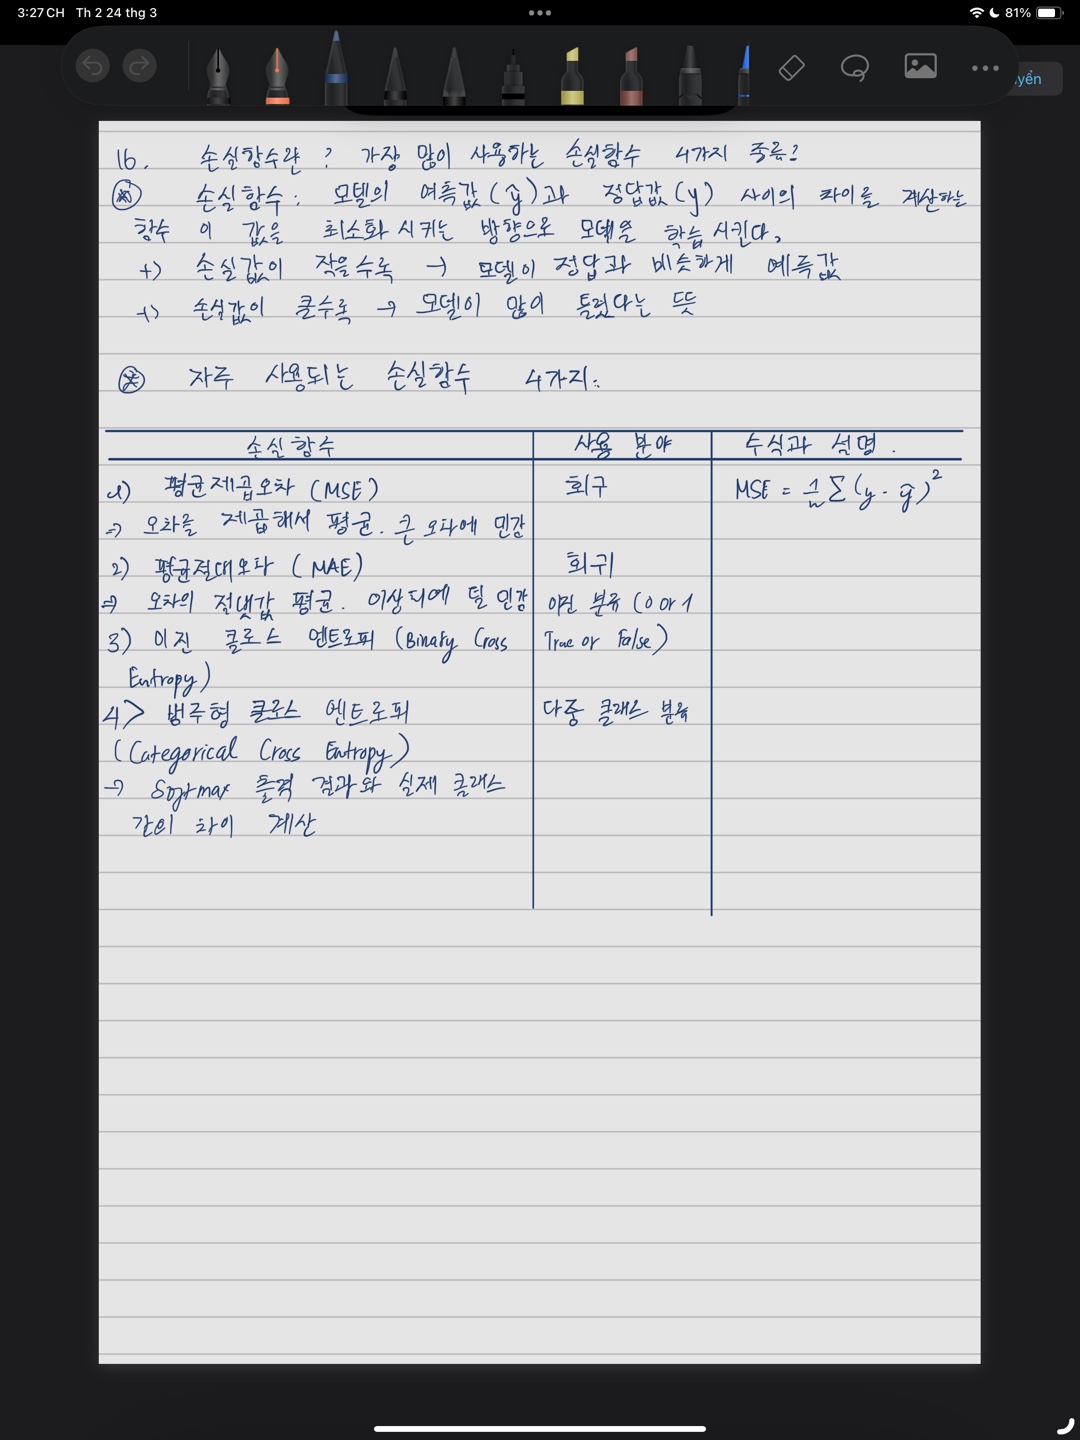 3:27 CH Th 2 24 thg 3
81%
yển
16. 손실함수란? 가장 많이 사용하는 손실함수 4가지 종류?
손실함수: 모델의 예측값(ŷ)과 정답값(y) 사이의 차이를 계산하는
함수 이 값을 최소화 시키는 방향으로 모델을 학습 시킨다.
+) 손실값이 작을수록 → 모델이 정답과 비슷하게 예측값
+) 손실값이 클수록 → 모델이 많이 틀렸다는 뜻
자주 사용되는 손실함수 4가지:
손실함수 사용 분야 수식과 설명.
1) 평균제곱오차 (MSE) 회구 MSE = 1/n Σ(y - ŷ)²
⇒ 오차를 제곱해서 평균. 큰 오차에 민감
2) 평균절대오차 (MAE) 회귀
⇒ 오차의 절댓값 평균. 이상치에 덜 민감 이진 분류 (0 or 1
3) 이진 클로스 엔트로피 (Binary Cross True or False)
Entropy)
4> 범주형 클로스 엔트로피 다중 클래스 분류
(Categorical Cross Entropy)
→ Softmax 출력 결과와 실제 클래스
간의 차이 계산